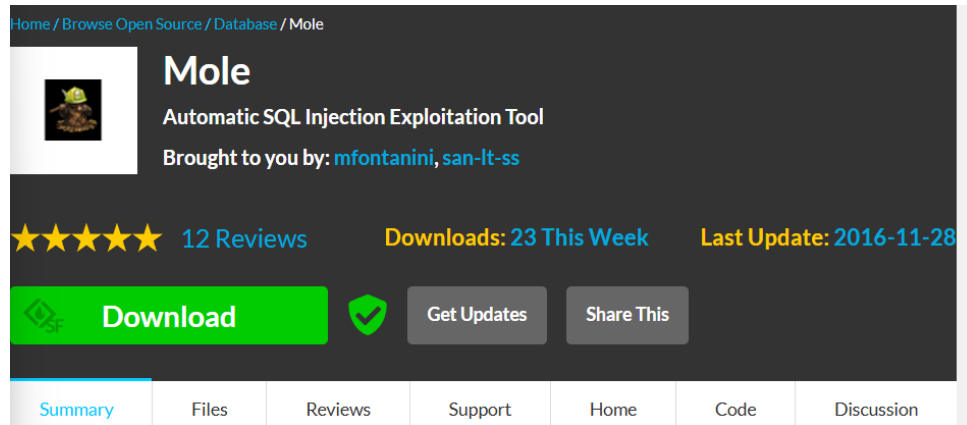 Home / Browse Open Source / Database / Mole
Mole
Automatic SQL Injection Exploitation Tool
Brought to you by: mfontanini, san-lt-ss
12 Reviews Downloads: 23 This Week Last Update: 2016-11-28
SF Download Get Updates Share This
Summary Files Reviews Support Home Code Discussion